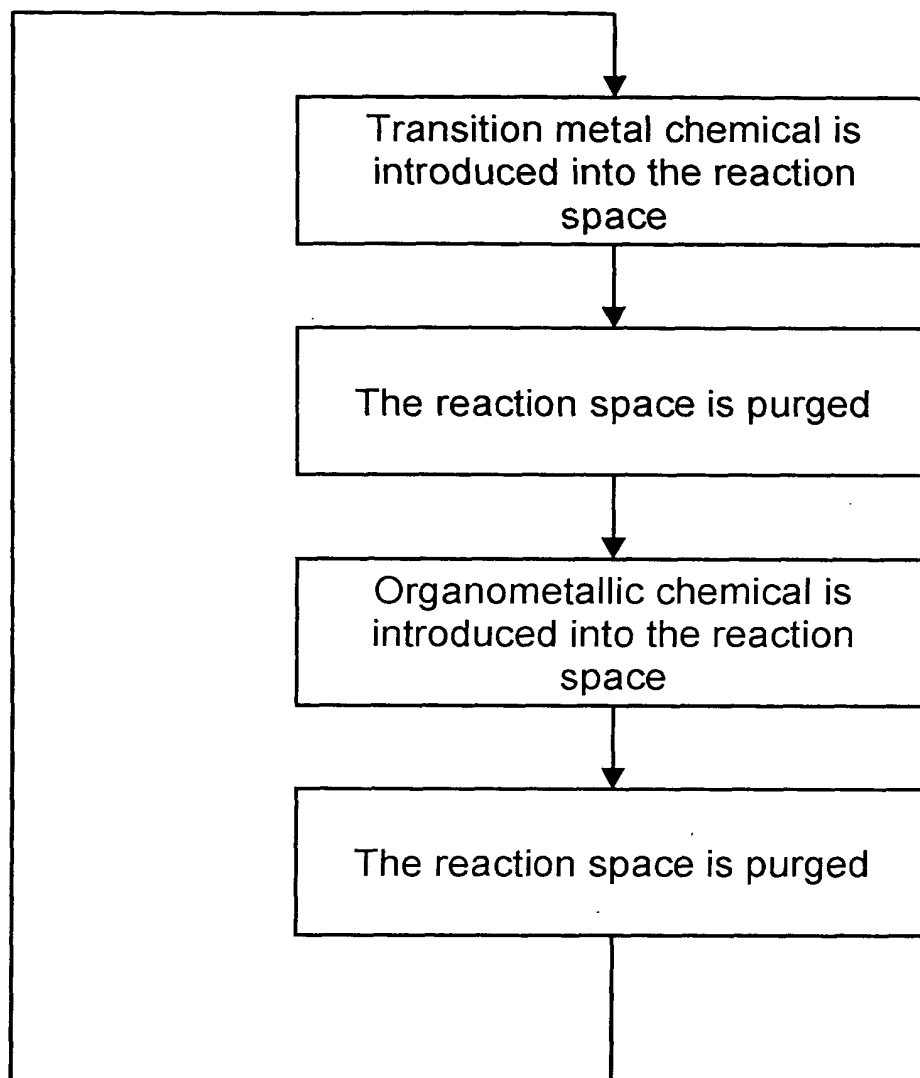 Transition metal chemical is
introduced into the reaction
space
The reaction space is purged
Organometallic chemical is
introduced into the reaction
space
The reaction space is purged